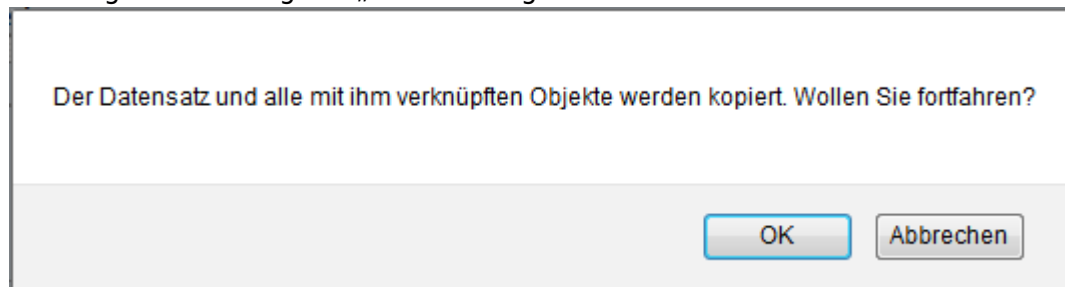 Der Datensatz und alle mit ihm verknüpften Objekte werden kopiert. Wollen Sie fortfahren?
OK Abbrechen